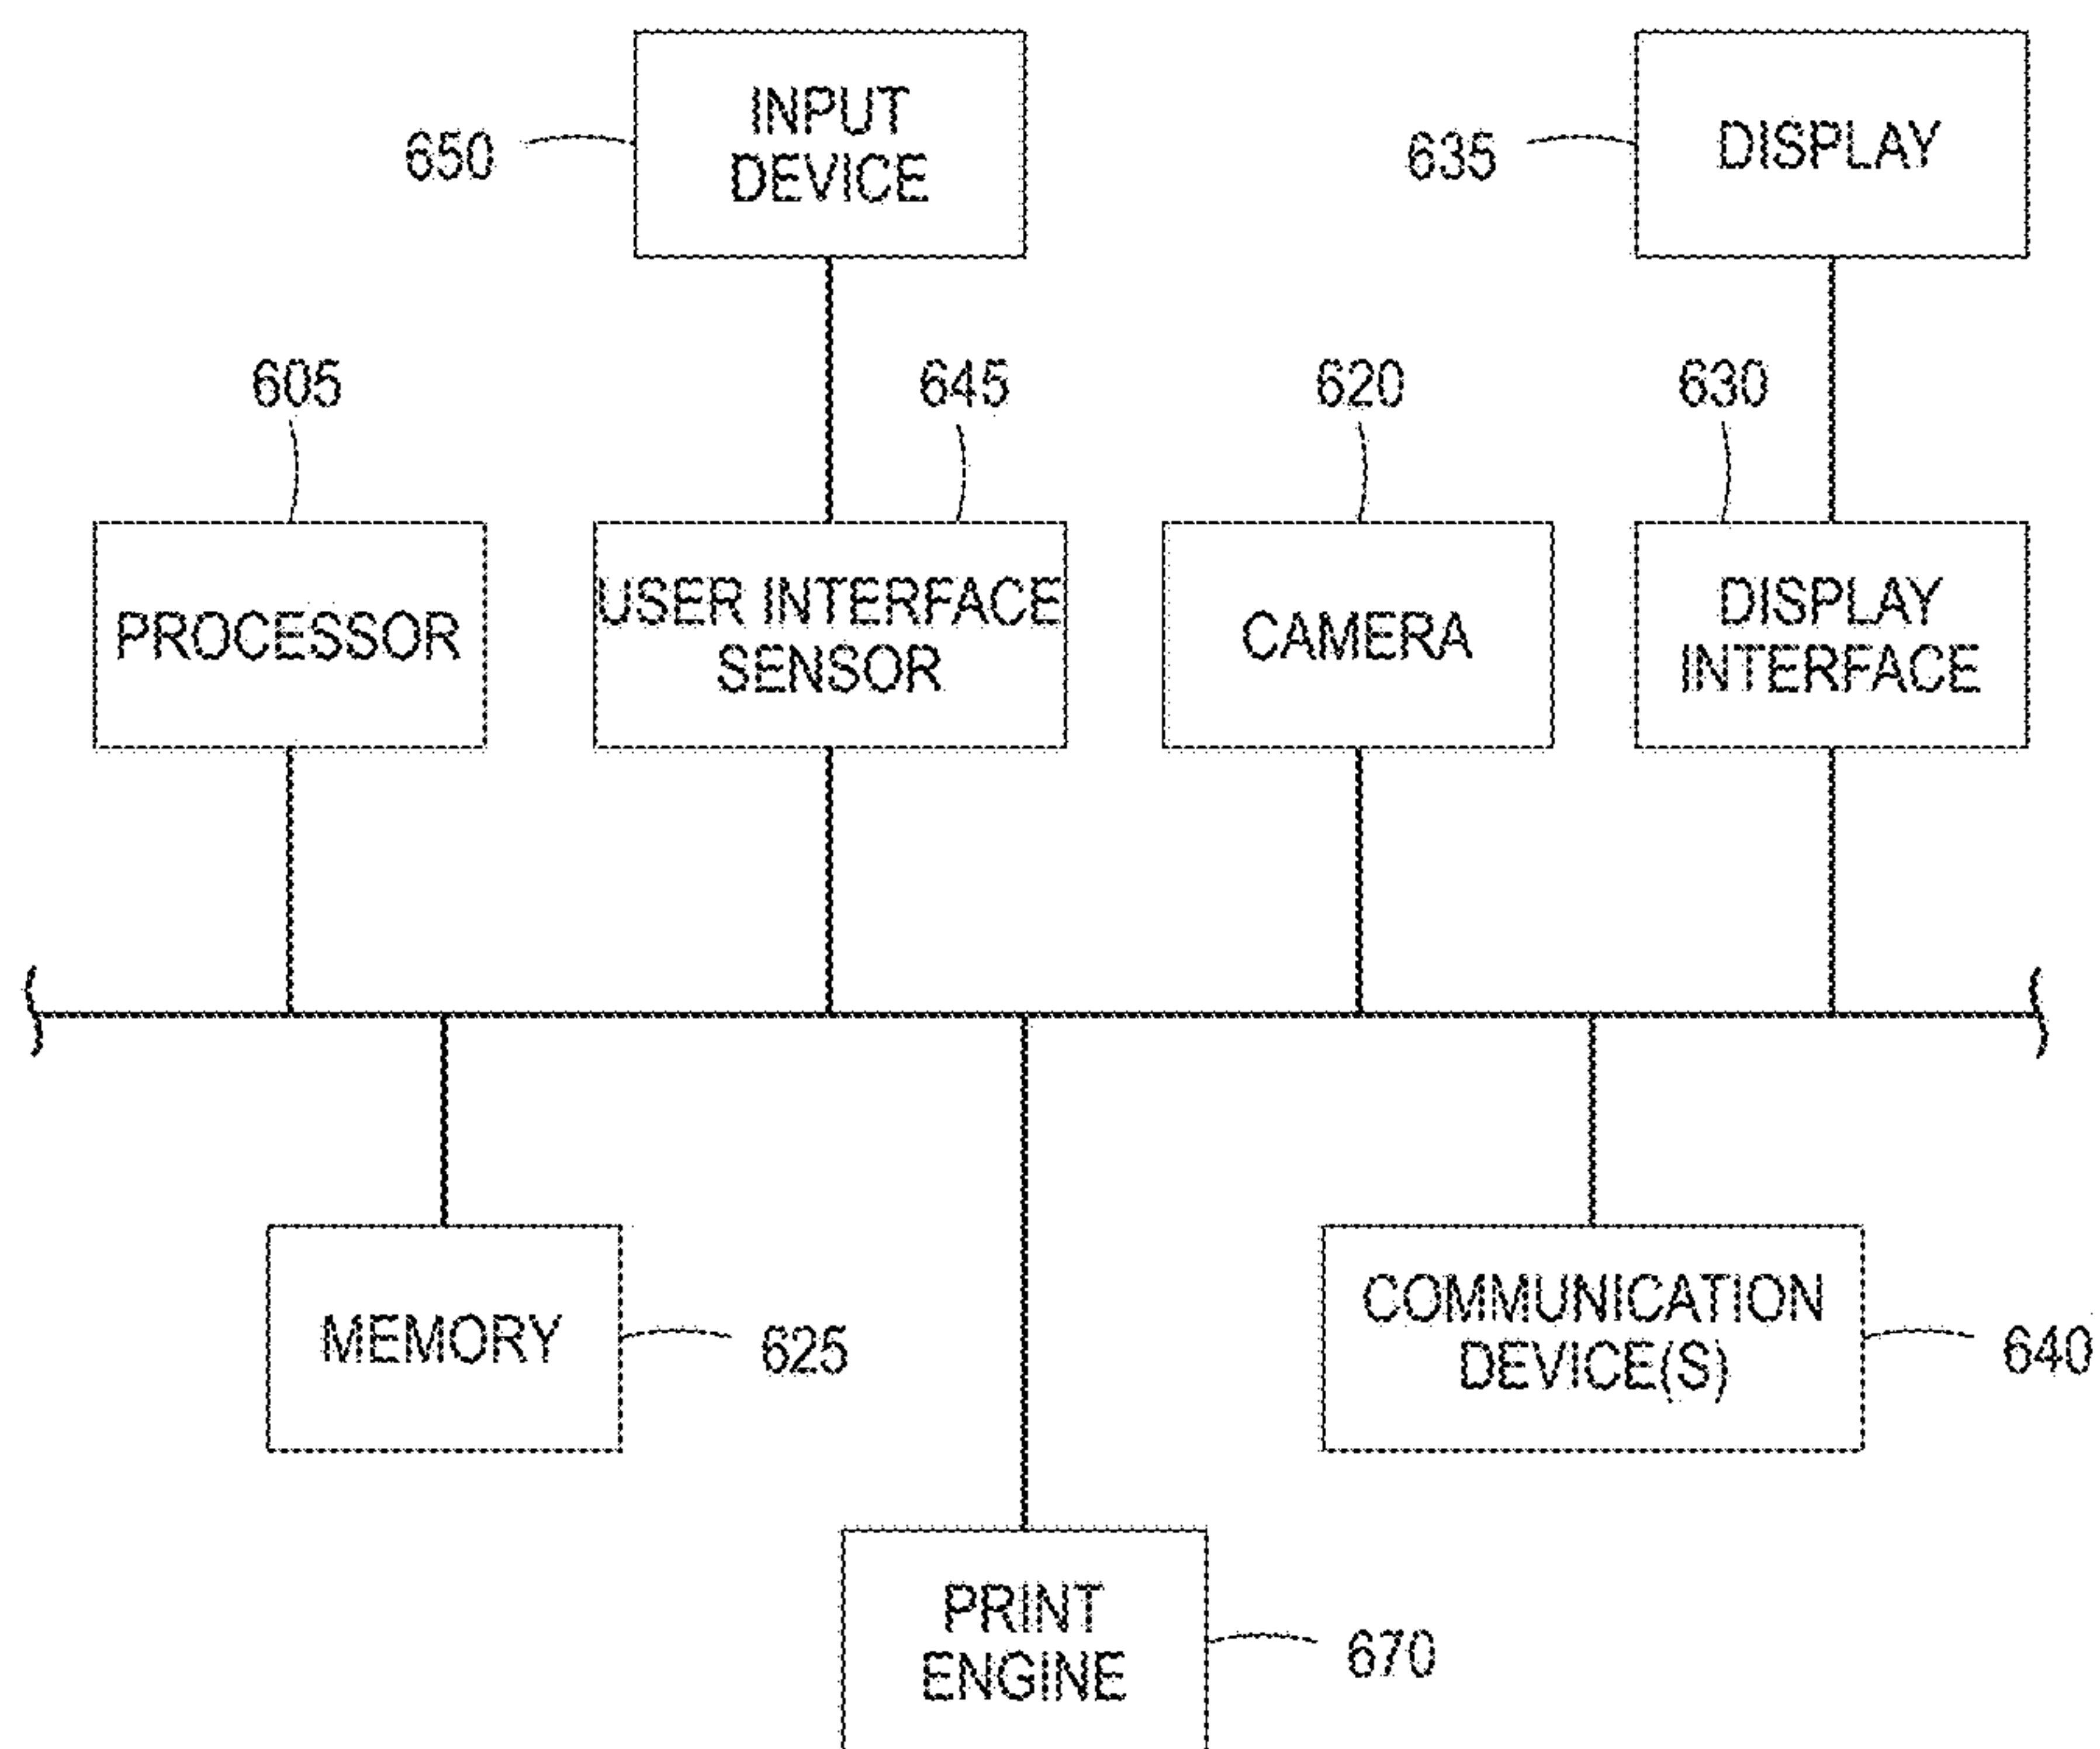 INPUT
DEVICE
650
DISPLAY
635
605
645
620
630
PROCESSOR
USER INTERFACE
SENSOR
CAMERA
DISPLAY
INTERFACE
MEMORY
625
COMMUNICATION
DEVICE(S)
640
PRINT
ENGINE
670